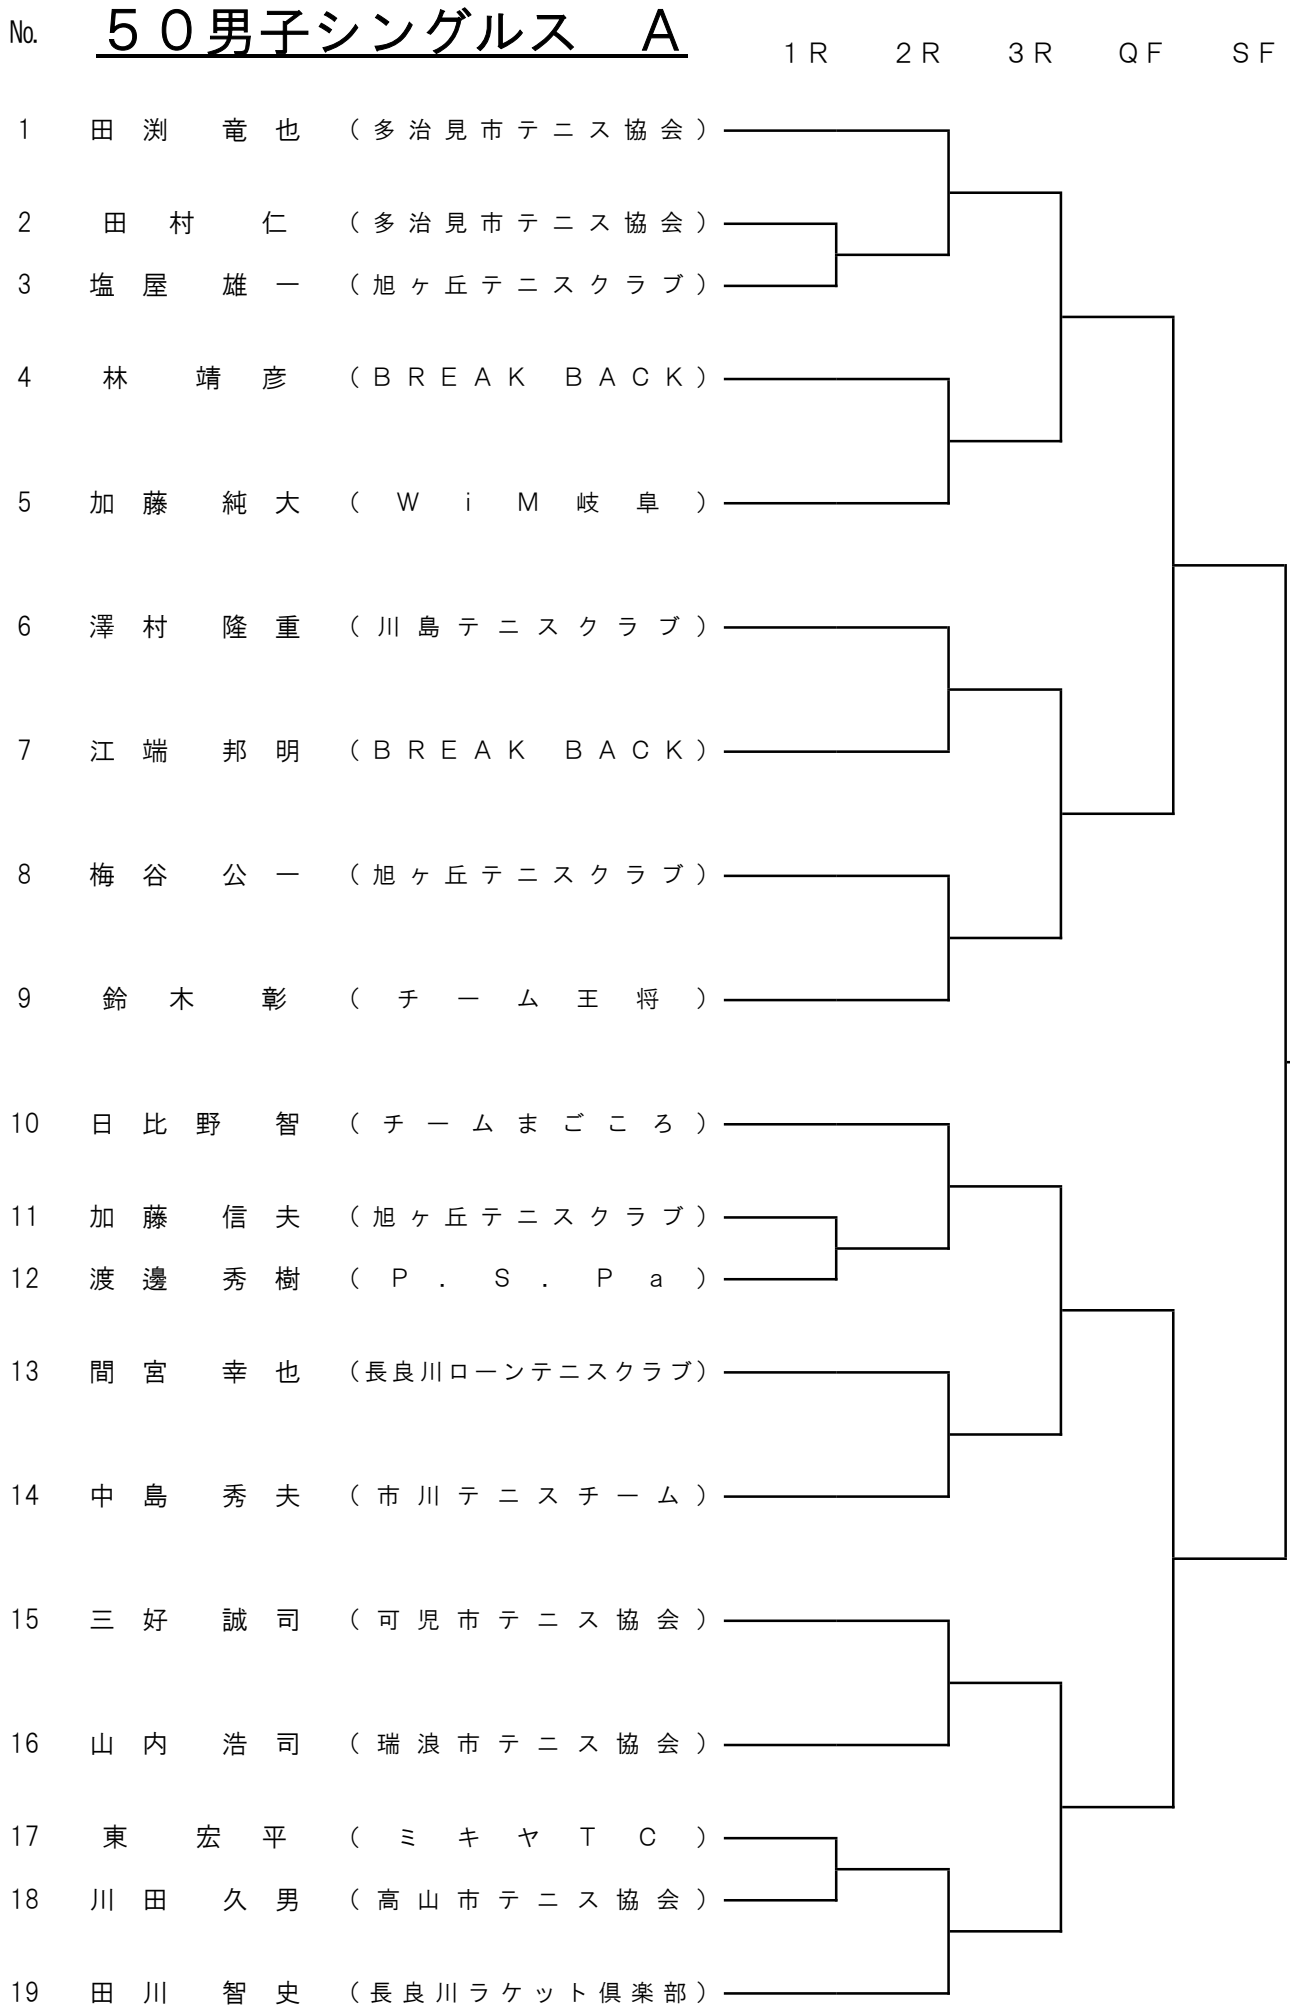 No. ５０男子シングルス　Ａ １Ｒ ２Ｒ ３Ｒ ＱＦ ＳＦ
1 田渕 竜也 （多治見市テニス協会）
2 田村 仁 （多治見市テニス協会）
3 塩屋 雄一 （旭ヶ丘テニスクラブ）
4 林 靖彦 （ＢＲＥＡＫ ＢＡＣＫ）
5 加藤 純大 （ＷｉＭ岐阜）
6 澤村 隆重 （川島テニスクラブ）
7 江端 邦明 （ＢＲＥＡＫ ＢＡＣＫ）
8 梅谷 公一 （旭ヶ丘テニスクラブ）
9 鈴木 彰 （チーム王将）
10 日比野 智 （チームまごころ）
11 加藤 信夫 （旭ヶ丘テニスクラブ）
12 渡邊 秀樹 （Ｐ．Ｓ．Ｐａ）
13 間宮 幸也 （長良川ローンテニスクラブ）
14 中島 秀夫 （市川テニスチーム）
15 三好 誠司 （可児市テニス協会）
16 山内 浩司 （瑞浪市テニス協会）
17 東 宏平 （ミキヤＴＣ）
18 川田 久男 （高山市テニス協会）
19 田川 智史 （長良川ラケット倶楽部）